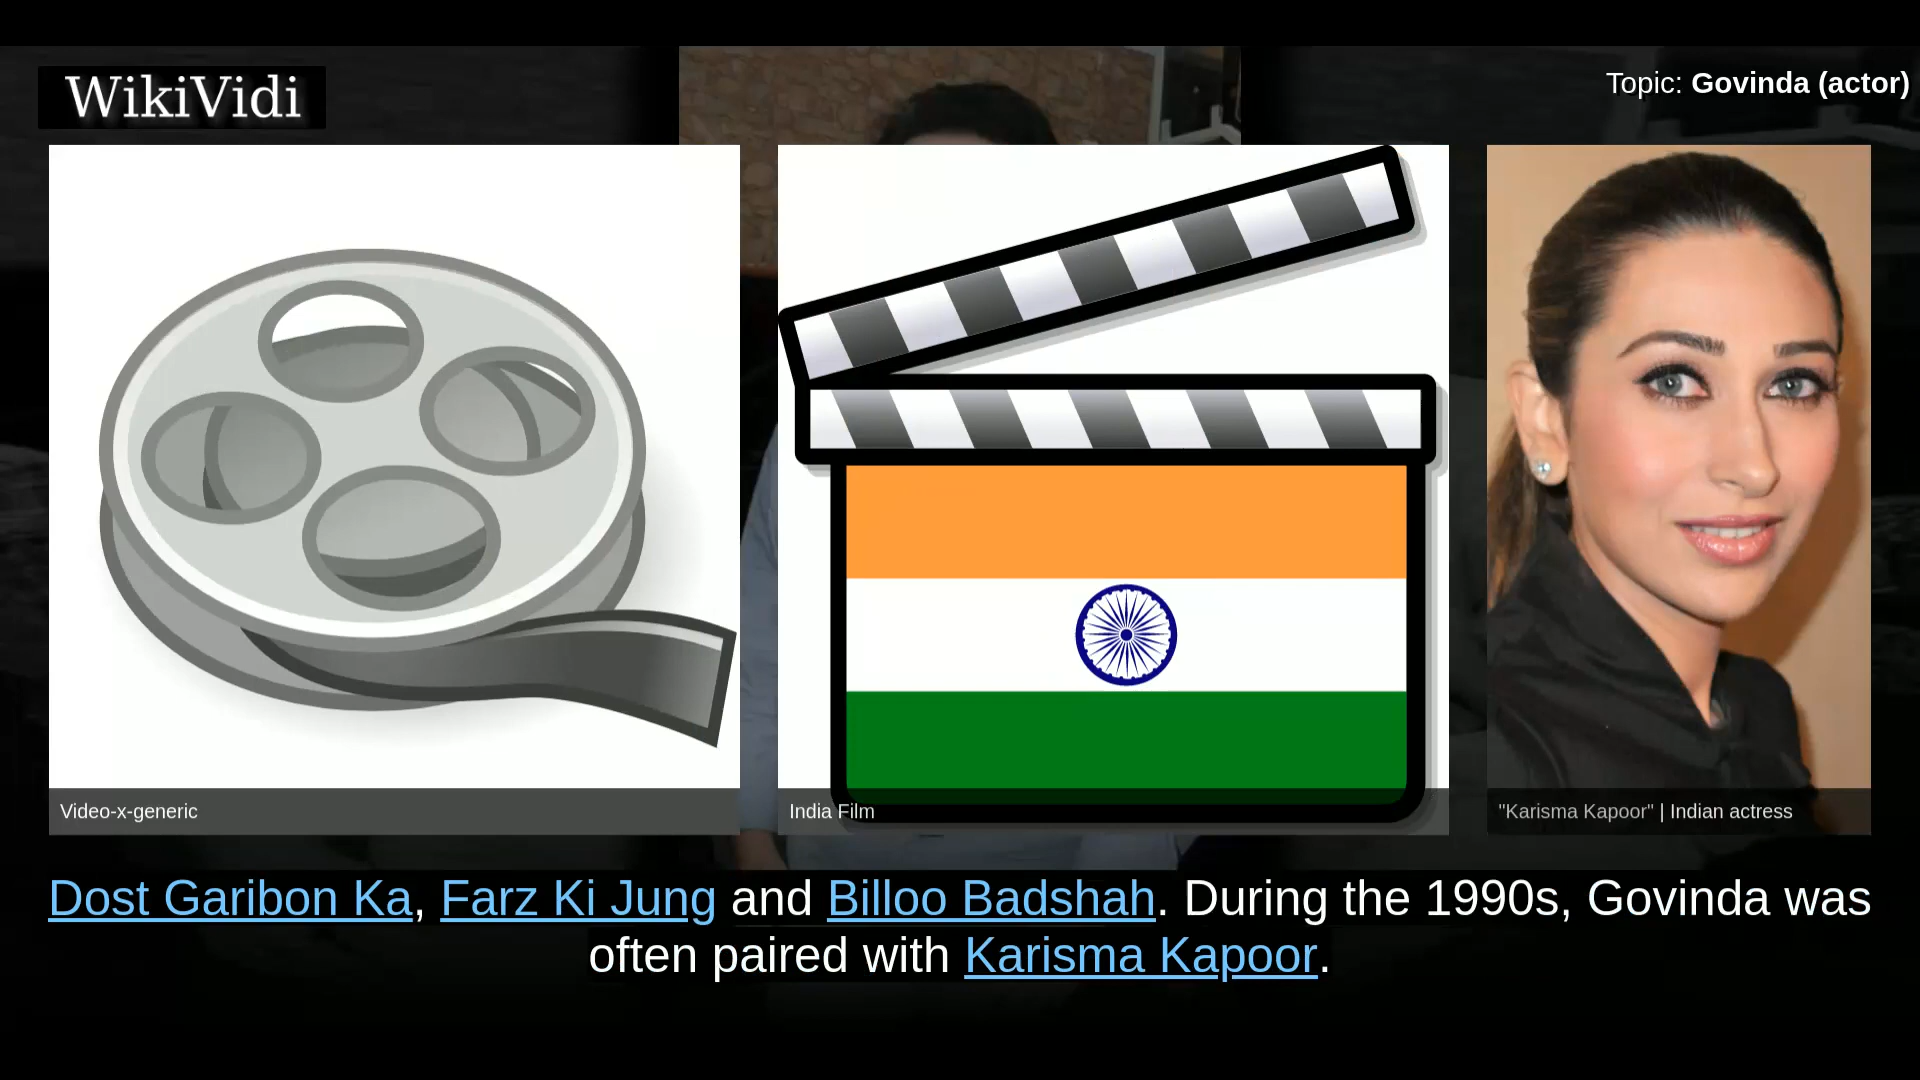 WikiVidi
Topic: Govinda (actor)
Video-x-generic
India Film
"Karisma Kapoor" | Indian actress
Dost Garibon Ka, Farz Ki Jung and Billoo Badshah. During the 1990s, Govinda was
often paired with Karisma Kapoor.